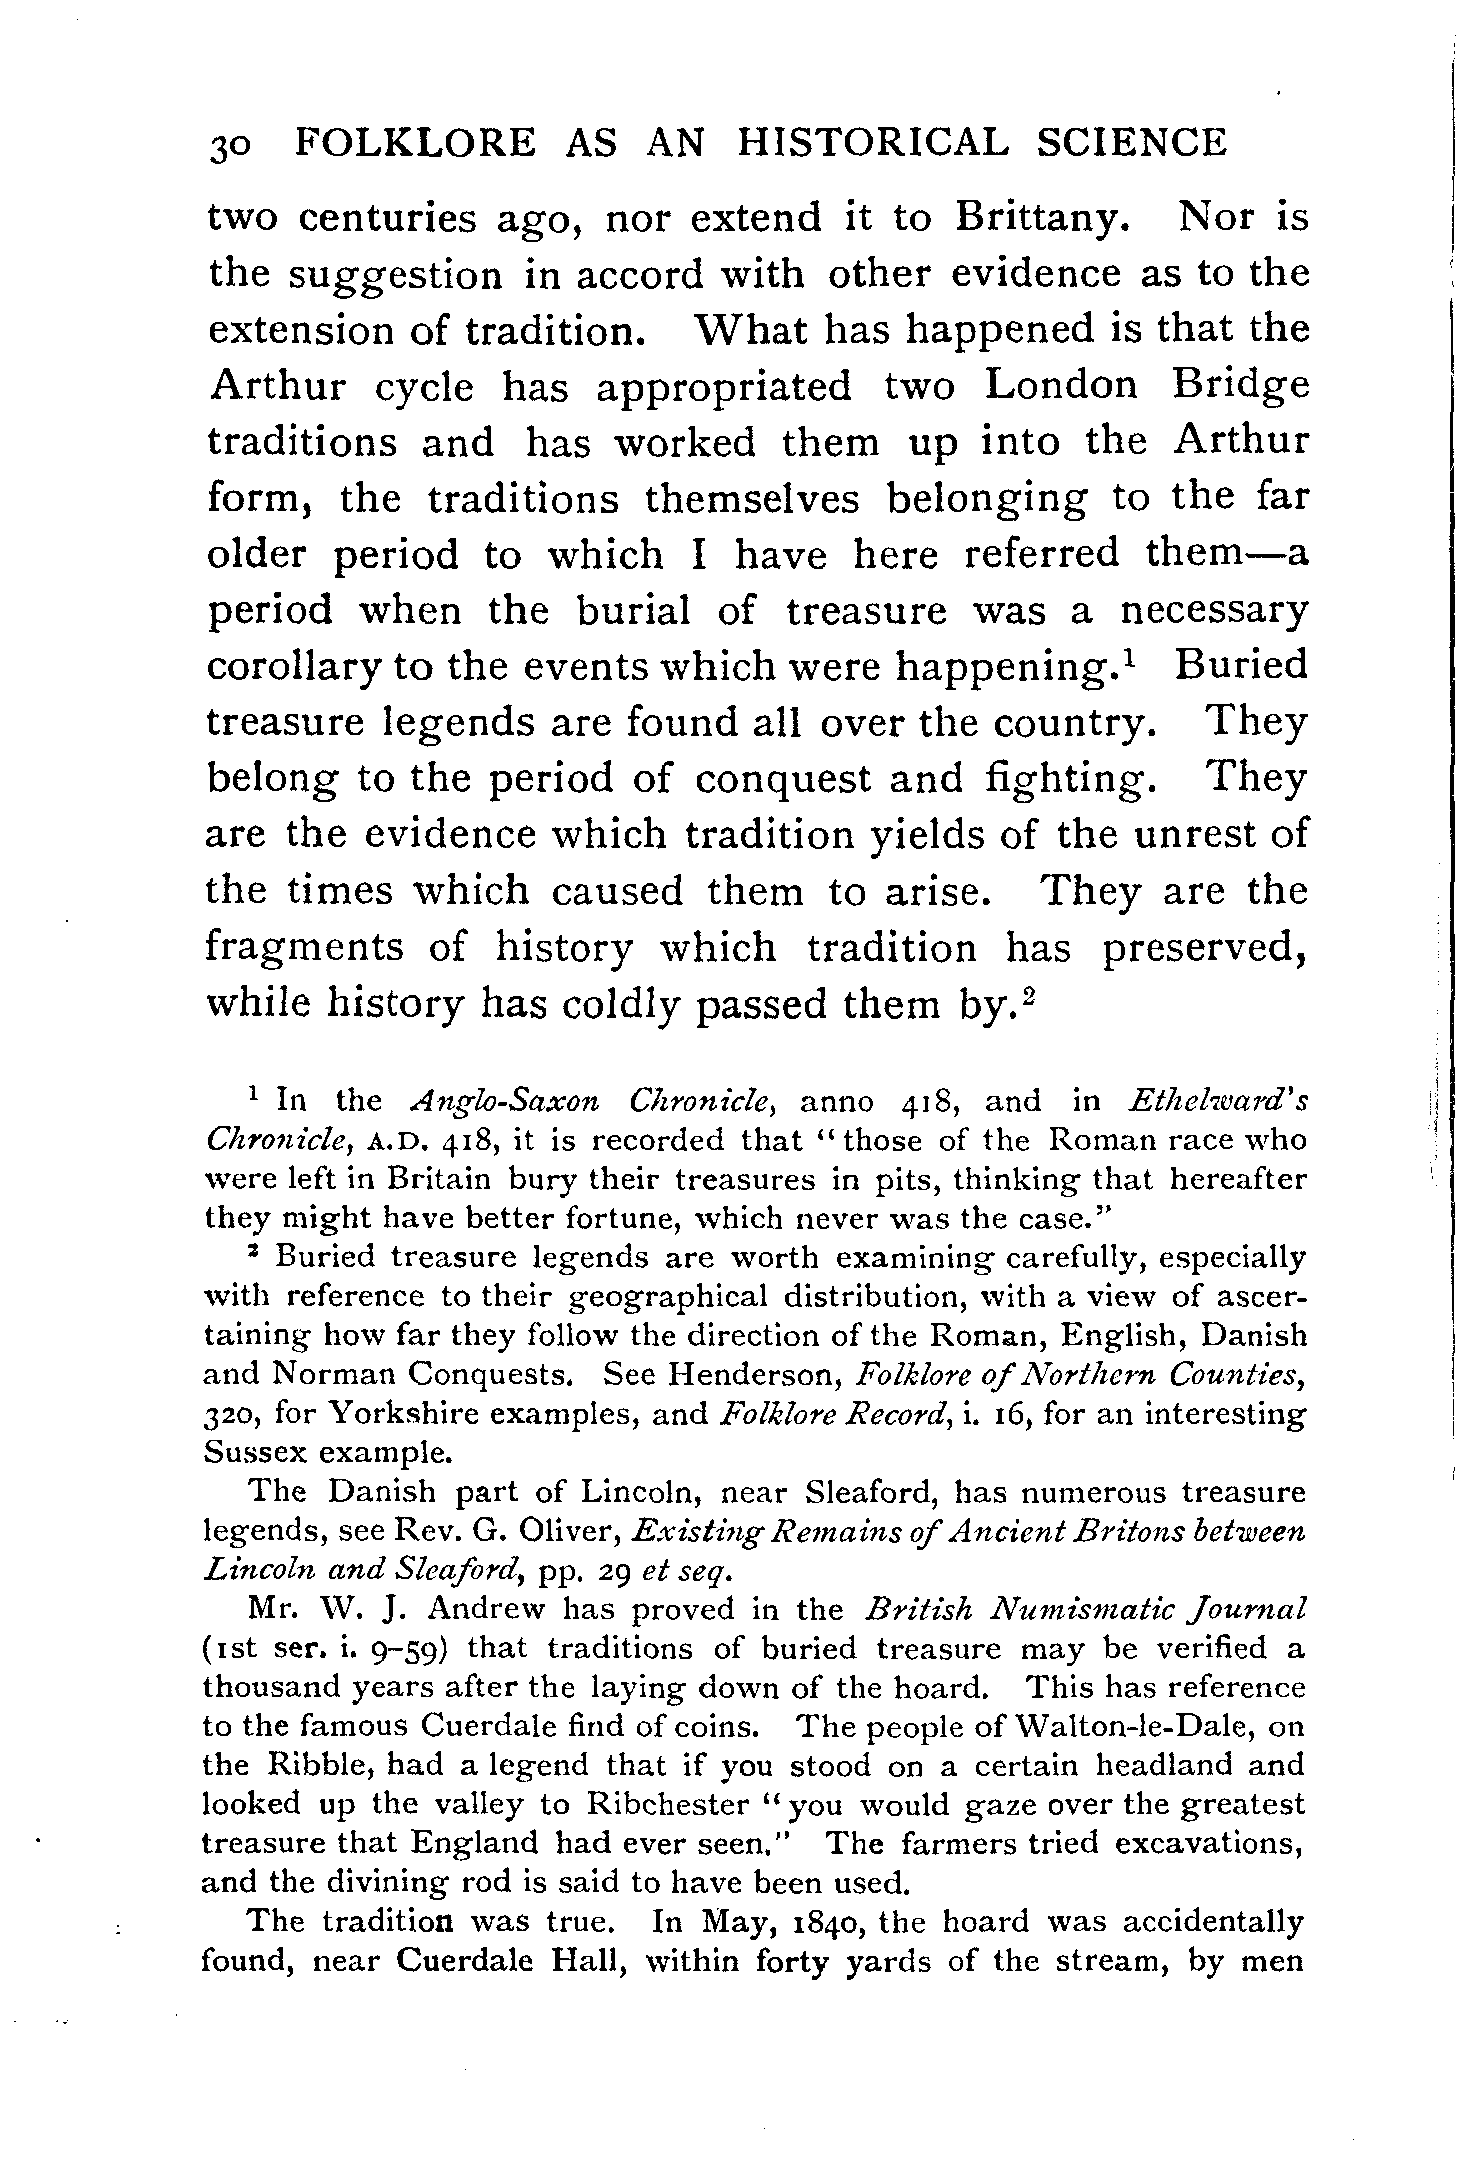 30 FOLKLORE AS AN HISTORICAL SCIENCE
two centuries ago, nor extend it to Brittany. Nor is
the suggestion in accord with other evidence as to the
extension of tradition. What has happened is that the
Arthur cycle has appropriated two London Bridge
traditions and has worked them up into the Arthur
form, the traditions themselves belonging to the far
older period to which I have here referred them—a
period when the burial of treasure was a necessary
corollary to the events which were happening.¹ Buried
treasure legends are found all over the country. They
belong to the period of conquest and fighting. They
are the evidence which tradition yields of the unrest of
the times which caused them to arise. They are the
fragments of history which tradition has preserved,
while history has coldly passed them by.²
¹ In the Anglo-Saxon Chronicle, anno 418, and in Ethelward's
Chronicle, A.D. 418, it is recorded that "those of the Roman race who
were left in Britain bury their treasures in pits, thinking that hereafter
they might have better fortune, which never was the case."
² Buried treasure legends are worth examining carefully, especially
with reference to their geographical distribution, with a view of ascer-
taining how far they follow the direction of the Roman, English, Danish
and Norman Conquests. See Henderson, Folklore of Northern Counties,
320, for Yorkshire examples, and Folklore Record, i. 16, for an interesting
Sussex example.
The Danish part of Lincoln, near Sleaford, has numerous treasure
legends, see Rev. G. Oliver, Existing Remains of Ancient Britons between
Lincoln and Sleaford, pp. 29 et seq.
Mr. W. J. Andrew has proved in the British Numismatic Journal
(1st ser. i. 9–59) that traditions of buried treasure may be verified a
thousand years after the laying down of the hoard. This has reference
to the famous Cuerdale find of coins. The people of Walton-le-Dale, on
the Ribble, had a legend that if you stood on a certain headland and
looked up the valley to Ribchester "you would gaze over the greatest
treasure that England had ever seen." The farmers tried excavations,
and the divining rod is said to have been used.
The tradition was true. In May, 1840, the hoard was accidentally
found, near Cuerdale Hall, within forty yards of the stream, by men